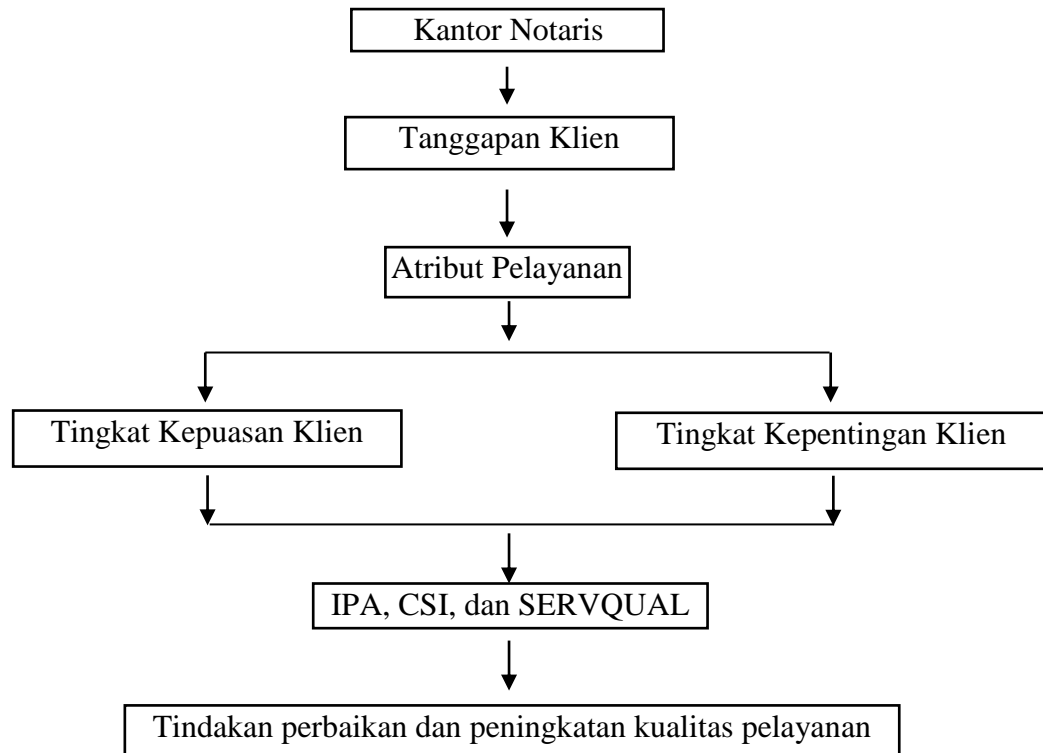 Kantor Notaris
Tanggapan Klien
Atribut Pelayanan
Tingkat Kepuasan Klien
Tingkat Kepentingan Klien
IPA, CSI, dan SERVQUAL
Tindakan perbaikan dan peningkatan kualitas pelayanan